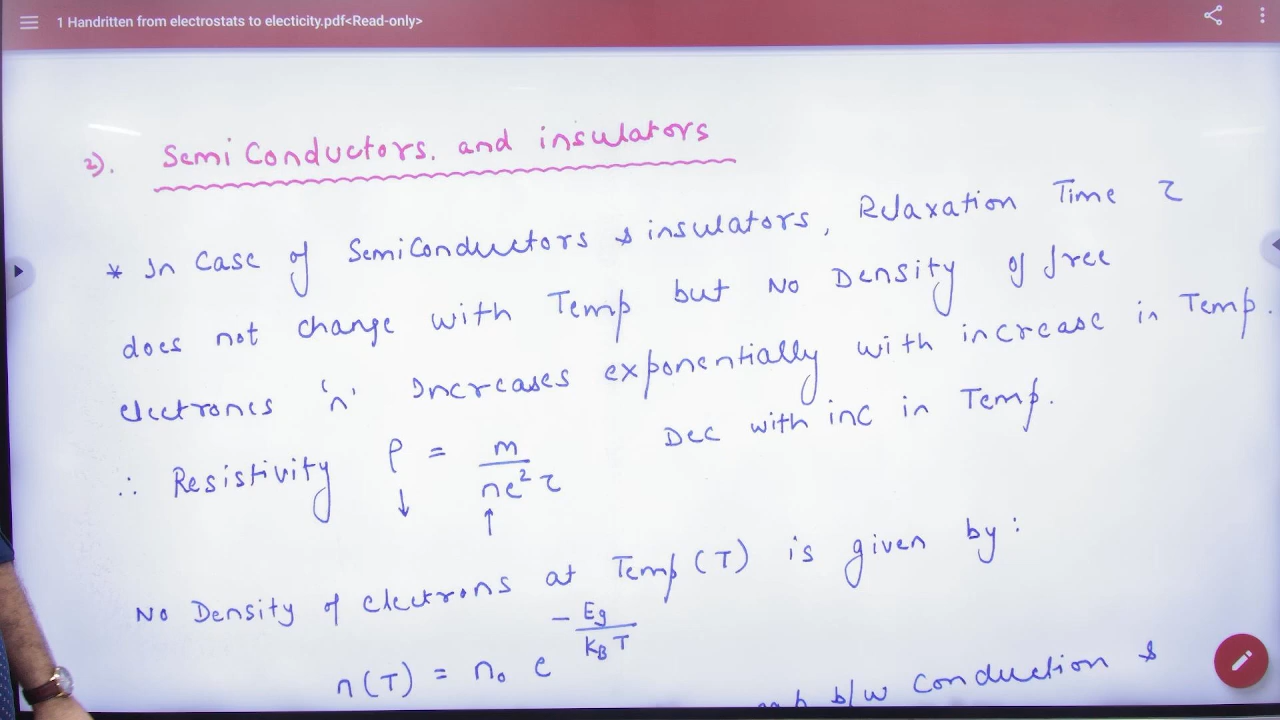 1 Handritten from electrostats to electicity.pdf<Read-only>
2). Semi Conductors. and insulators
* In Case of SemiConductors & insulators, Relaxation Time τ
does not change with Temp but No Density of free
electrones 'n' Increases exponentially with increase in Temp.
∴ Resistivity ρ = m / ne²τ Dec with inc in Temp.
↓ ↑
No Density of electrons at Temp (T) is given by:
n(T) = n₀ e^(-Eg / k_B T)
b/w conduction &